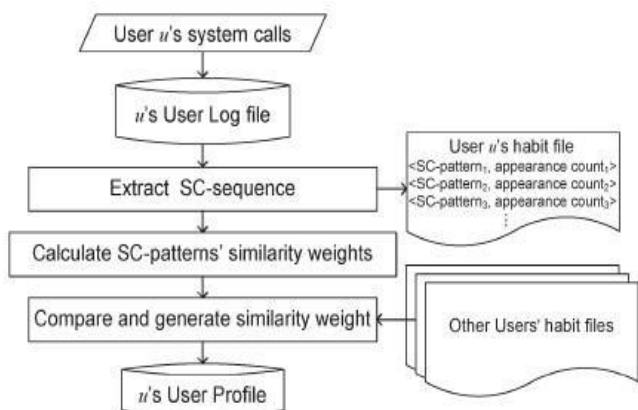 User u's system calls
u's User Log file
User u's habit file
<SC-pattern₁, appearance count₁>
<SC-pattern₂, appearance count₂>
<SC-pattern₃, appearance count₃>
⋮
Extract SC-sequence
Calculate SC-patterns' similarity weights
Compare and generate similarity weight
Other Users' habit files
u's User Profile